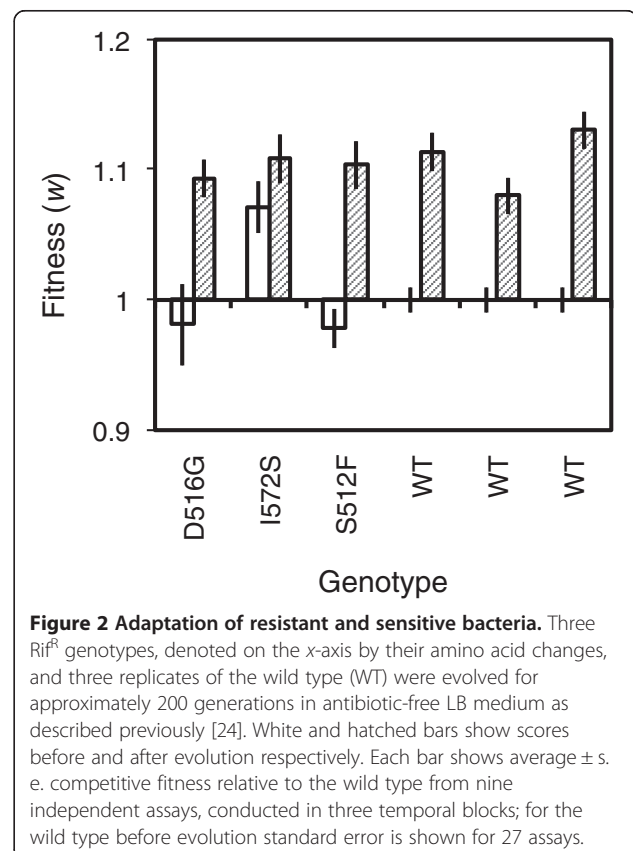 1.2
1.1
1
0.9
Fitness (w)
D516G
I572S
S512F
WT
WT
WT
Genotype
Figure 2 Adaptation of resistant and sensitive bacteria. Three
Rifᴿ genotypes, denoted on the x-axis by their amino acid changes,
and three replicates of the wild type (WT) were evolved for
approximately 200 generations in antibiotic-free LB medium as
described previously [24]. White and hatched bars show scores
before and after evolution respectively. Each bar shows average ± s.
e. competitive fitness relative to the wild type from nine
independent assays, conducted in three temporal blocks; for the
wild type before evolution standard error is shown for 27 assays.